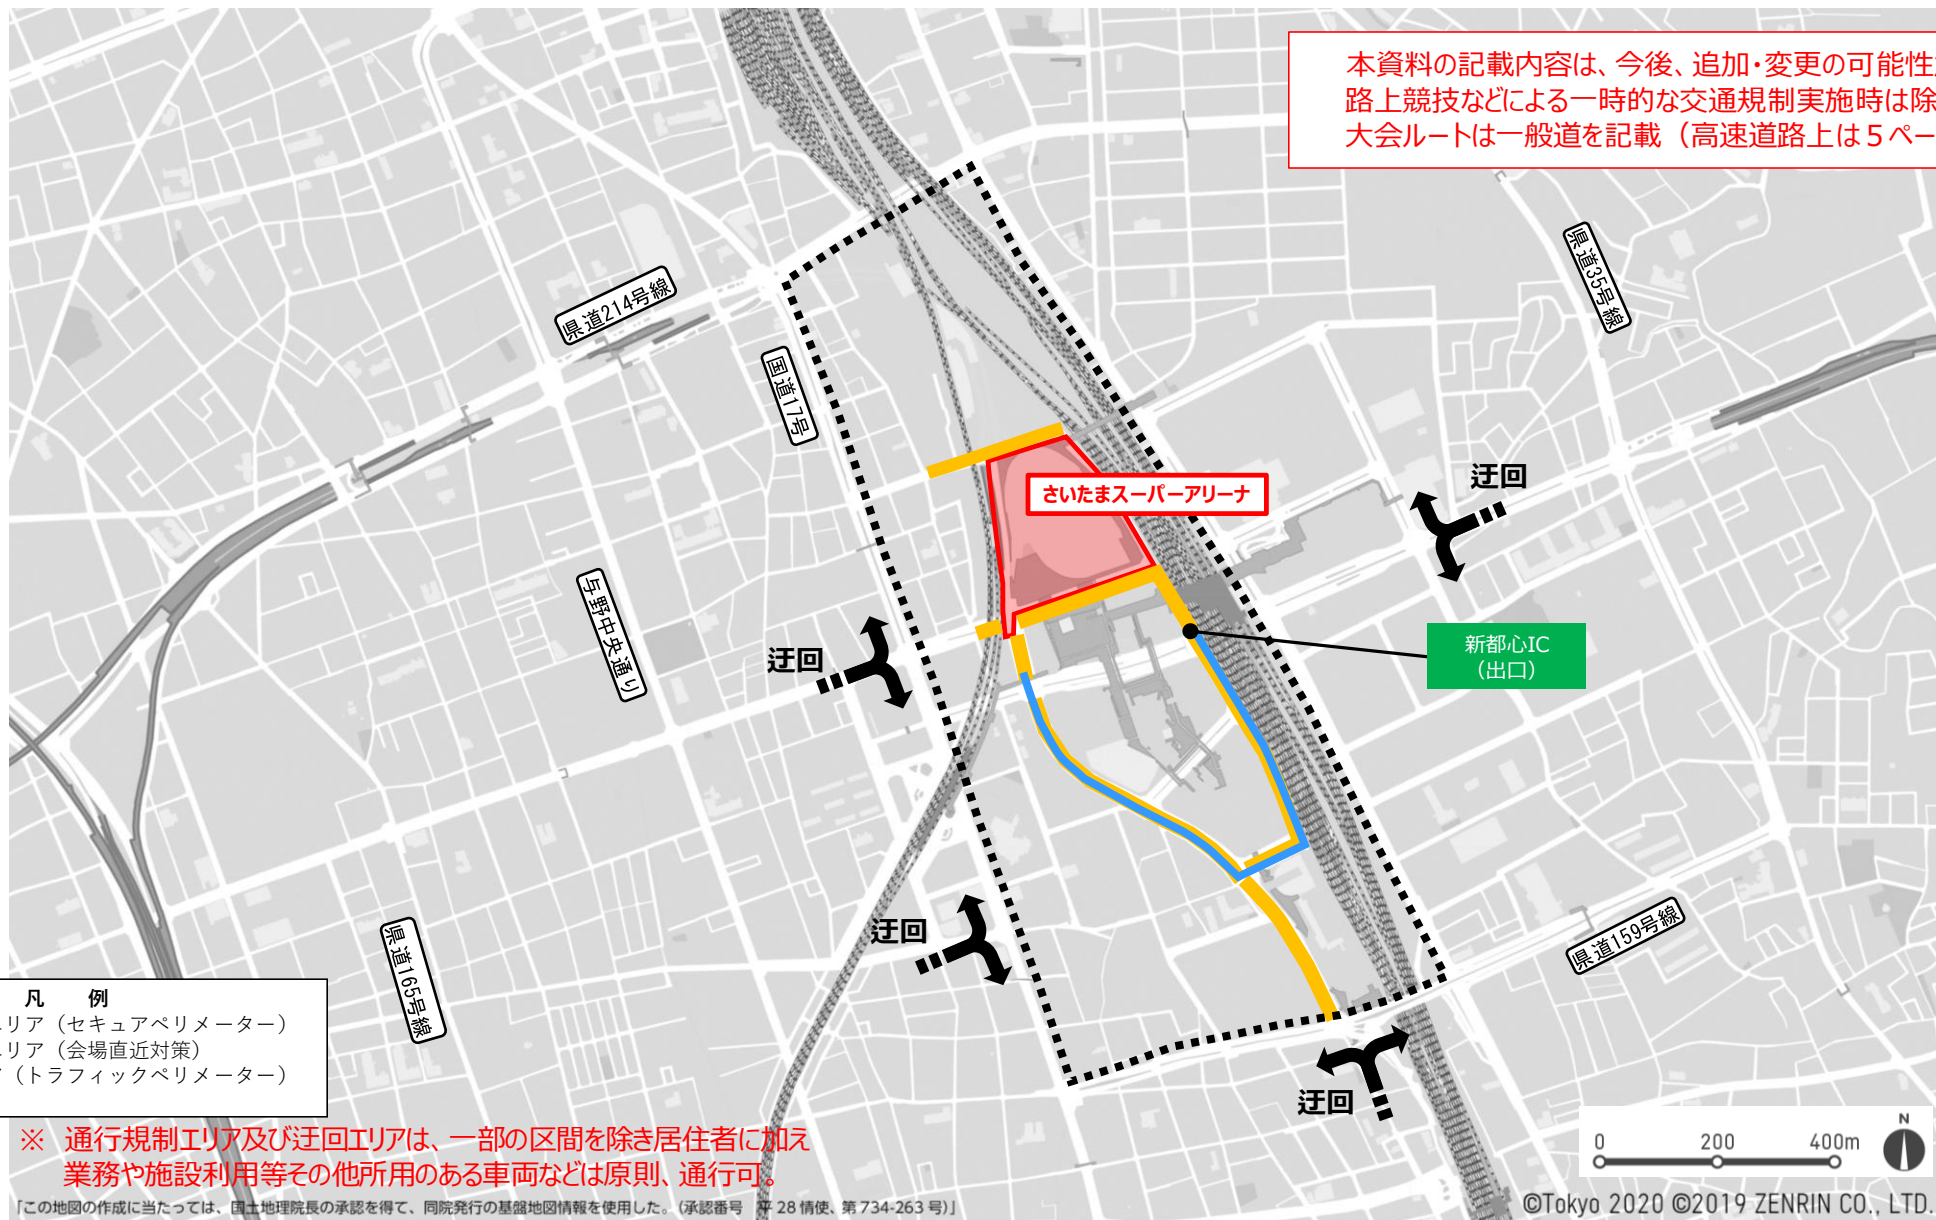 本資料の記載内容は、今後、追加・変更の可能性
路上競技などによる一時的な交通規制実施時は除
大会ルートは一般道を記載（高速道路上は５ペー
県道35号線
県道214号線
国道17号
迂回
さいたまスーパーアリーナ
与野中央通り
迂回
新都心IC
（出口）
迂回
県道165号線
県道159号線
迂回
凡　例
リア（セキュアペリメーター）
リア（会場直近対策）
（トラフィックペリメーター）
※ 通行規制エリア及び迂回エリアは、一部の区間を除き居住者に加え
業務や施設利用等その他所用のある車両などは原則、通行可。
0 200 400m
N
「この地図の作成に当たっては、国土地理院長の承認を得て、同院発行の基盤地図情報を使用した。（承認番号 平 28 情使、第 734-263 号）」
©Tokyo 2020 ©2019 ZENRIN CO., LTD.